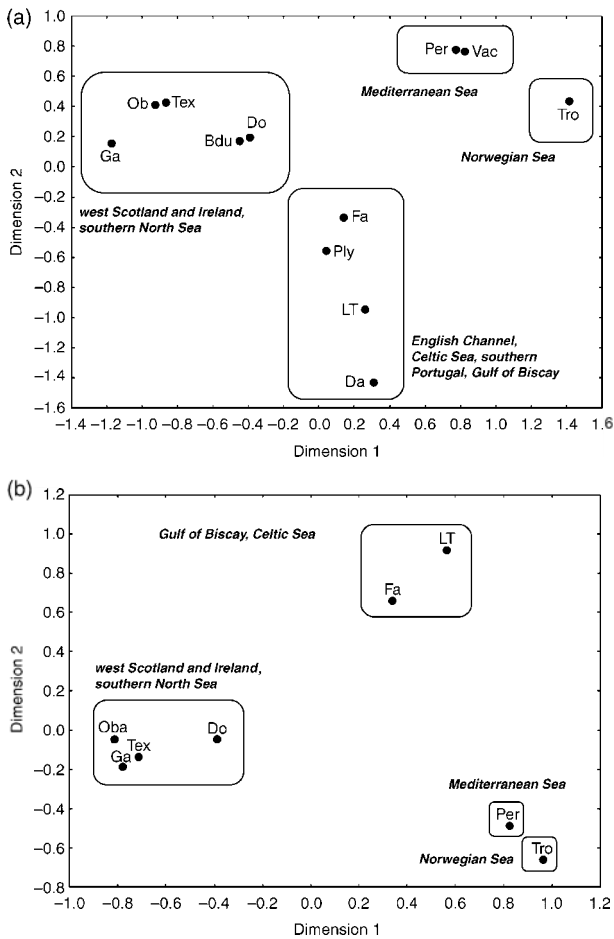 (a)
1.0
0.8
0.6
0.4
0.2
0.0
−0.2
−0.4
−0.6
−0.8
−1.0
−1.2
−1.4
−1.6
Dimension 2
Per Vac
Mediterranean Sea
Tro
Norwegian Sea
Ob Tex
Do
Bdu
Ga
west Scotland and Ireland,
southern North Sea
Fa
Ply
LT
Da
English Channel,
Celtic Sea, southern
Portugal, Gulf of Biscay
−1.4 −1.2 −1.0 −0.8 −0.6 −0.4 −0.2 0.0 0.2 0.4 0.6 0.8 1.0 1.2 1.4 1.6
Dimension 1
(b)
1.2
1.0
0.8
0.6
0.4
0.2
0.0
−0.2
−0.4
−0.6
−0.8
Dimension 2
Gulf of Biscay, Celtic Sea
LT
Fa
west Scotland and Ireland,
southern North Sea
Oba
Do
Tex
Ga
Mediterranean Sea
Per
Norwegian Sea
Tro
−1.0 −0.8 −0.6 −0.4 −0.2 0.0 0.2 0.4 0.6 0.8 1.0 1.2
Dimension 1